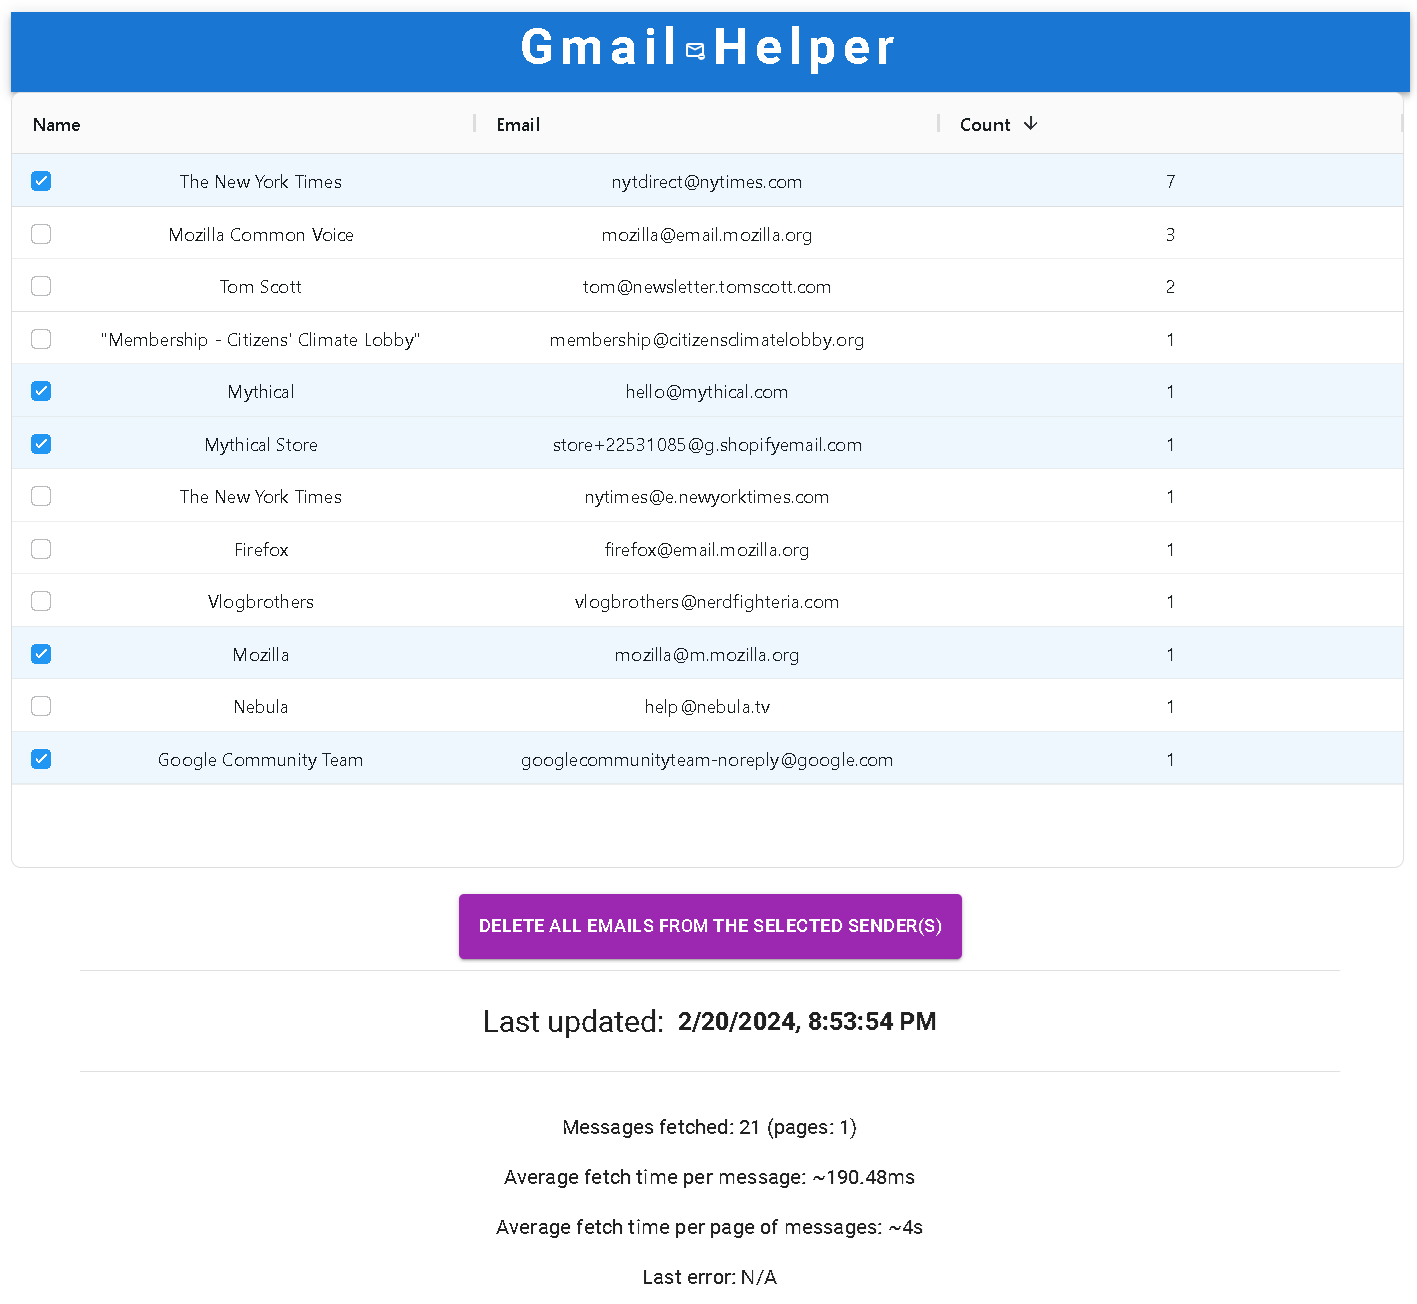 Gmail Helper
Name Email Count
The New York Times nytdirect@nytimes.com 7
Mozilla Common Voice mozilla@email.mozilla.org 3
Tom Scott tom@newsletter.tomscott.com 2
"Membership - Citizens' Climate Lobby" membership@citizensclimatelobby.org 1
Mythical hello@mythical.com 1
Mythical Store store+22531085@g.shopifyemail.com 1
The New York Times nytimes@e.newyorktimes.com 1
Firefox firefox@email.mozilla.org 1
Vlogbrothers vlogbrothers@nerdfighteria.com 1
Mozilla mozilla@m.mozilla.org 1
Nebula help@nebula.tv 1
Google Community Team googlecommunityteam-noreply@google.com 1
DELETE ALL EMAILS FROM THE SELECTED SENDER(S)
Last updated: 2/20/2024, 8:53:54 PM
Messages fetched: 21 (pages: 1)
Average fetch time per message: ~190.48ms
Average fetch time per page of messages: ~4s
Last error: N/A